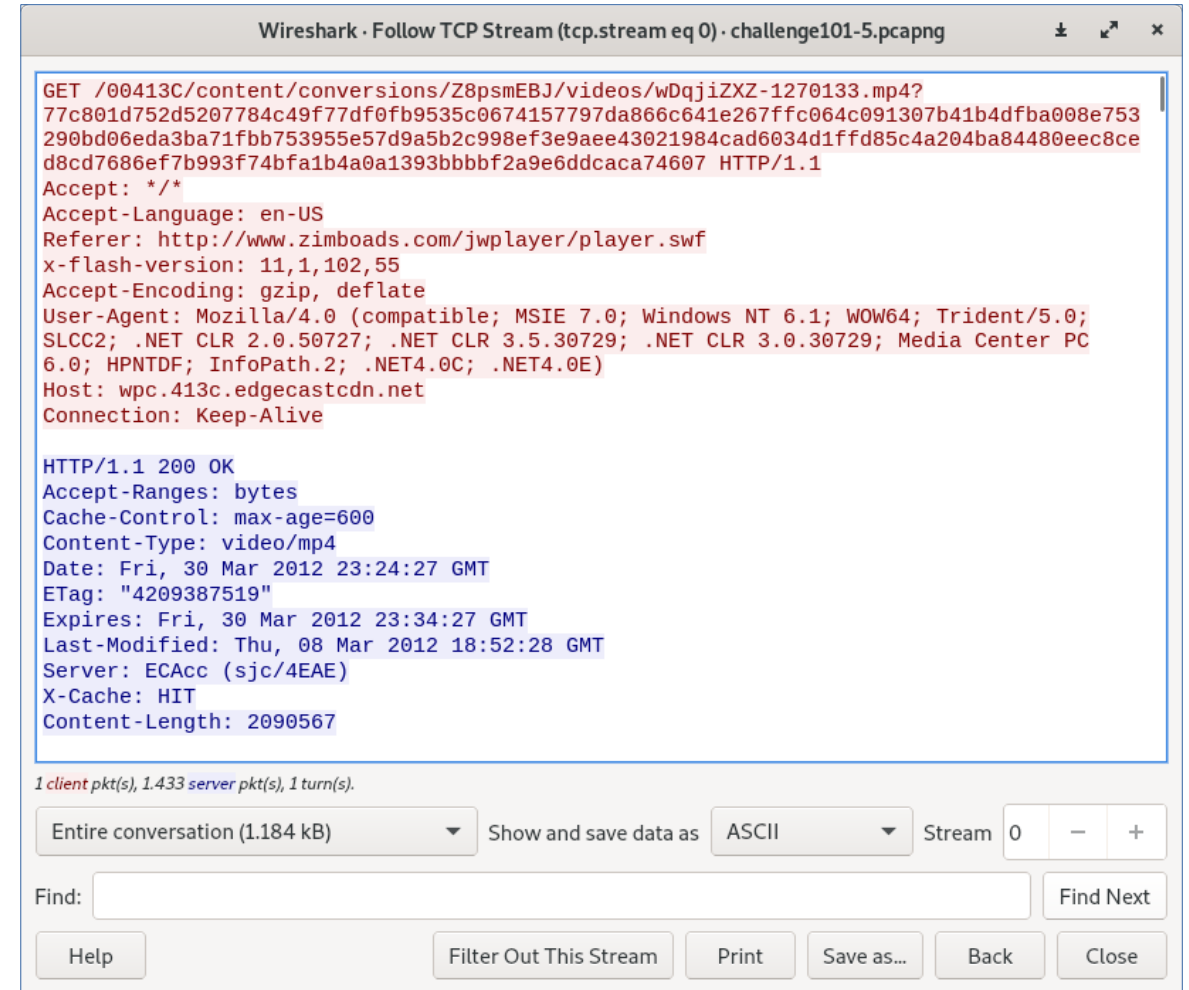 Wireshark · Follow TCP Stream (tcp.stream eq 0) · challenge101-5.pcapng
GET /00413C/content/conversions/Z8psmEBJ/videos/wDqjiZXZ-1270133.mp4?
77c801d752d5207784c49f77df0fb9535c0674157797da866c641e267ffc064c091307b41b4dfba008e753
290bd06eda3ba71fbb753955e57d9a5b2c998ef3e9aee43021984cad6034d1ffd85c4a204ba84480eec8ce
d8cd7686ef7b993f74bfa1b4a0a1393bbbbf2a9e6ddcaca74607 HTTP/1.1
Accept: */*
Accept-Language: en-US
Referer: http://www.zimboads.com/jwplayer/player.swf
x-flash-version: 11,1,102,55
Accept-Encoding: gzip, deflate
User-Agent: Mozilla/4.0 (compatible; MSIE 7.0; Windows NT 6.1; WOW64; Trident/5.0;
SLCC2; .NET CLR 2.0.50727; .NET CLR 3.5.30729; .NET CLR 3.0.30729; Media Center PC
6.0; HPNTDF; InfoPath.2; .NET4.0C; .NET4.0E)
Host: wpc.413c.edgecastcdn.net
Connection: Keep-Alive
HTTP/1.1 200 OK
Accept-Ranges: bytes
Cache-Control: max-age=600
Content-Type: video/mp4
Date: Fri, 30 Mar 2012 23:24:27 GMT
ETag: "4209387519"
Expires: Fri, 30 Mar 2012 23:34:27 GMT
Last-Modified: Thu, 08 Mar 2012 18:52:28 GMT
Server: ECAcc (sjc/4EAE)
X-Cache: HIT
Content-Length: 2090567
1 client pkt(s), 1.433 server pkt(s), 1 turn(s).
Entire conversation (1.184 kB) Show and save data as ASCII Stream 0 − +
Find: Find Next
Help Filter Out This Stream Print Save as... Back Close